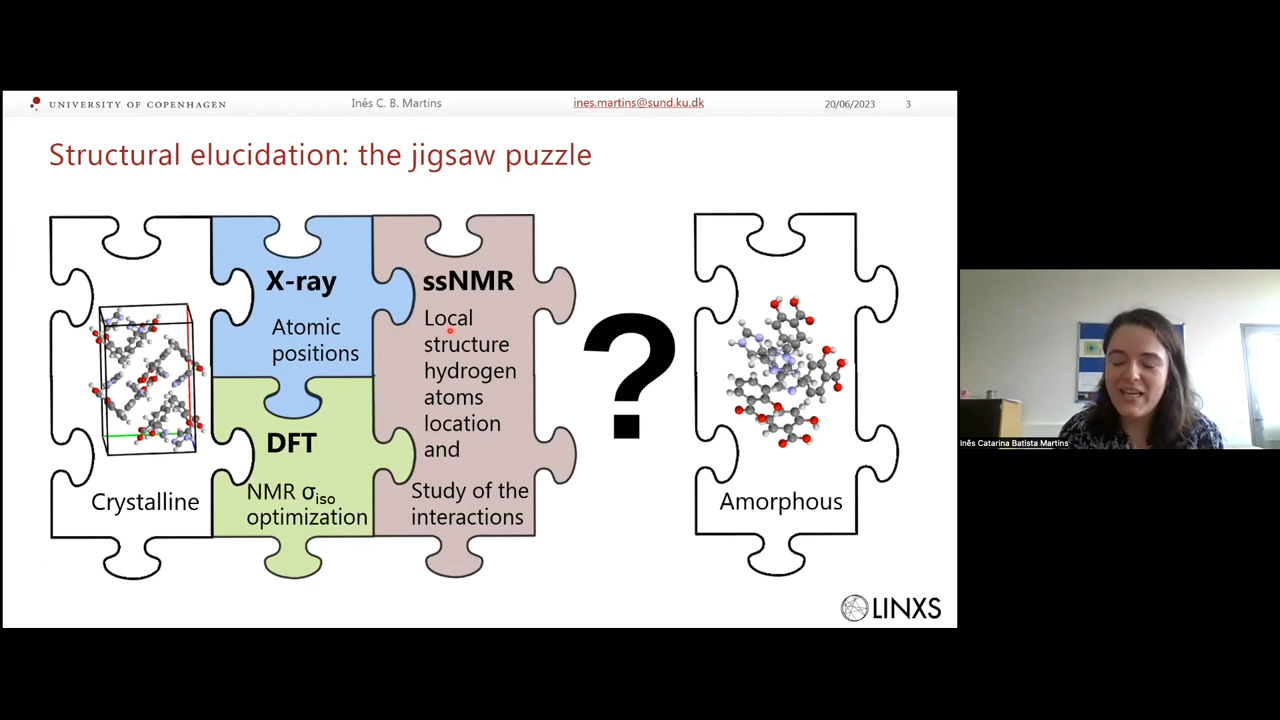 UNIVERSITY OF COPENHAGEN
Inês C. B. Martins
ines.martins@sund.ku.dk
20/06/2023
3
Structural elucidation: the jigsaw puzzle
X-ray
Atomic
positions
DFT
NMR σiso
optimization
ssNMR
Local
structure
hydrogen
atoms
location
and
Study of the
interactions
?
Crystalline
Amorphous
LINXS
Inês Catarina Batista Martins